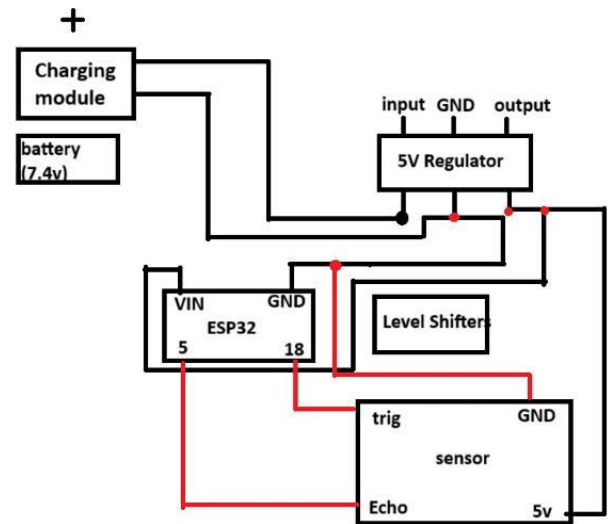 +
Charging
module
battery
(7.4v)
input GND output
5V Regulator
VIN GND
ESP32
5 18
Level Shifters
trig GND
sensor
Echo 5v